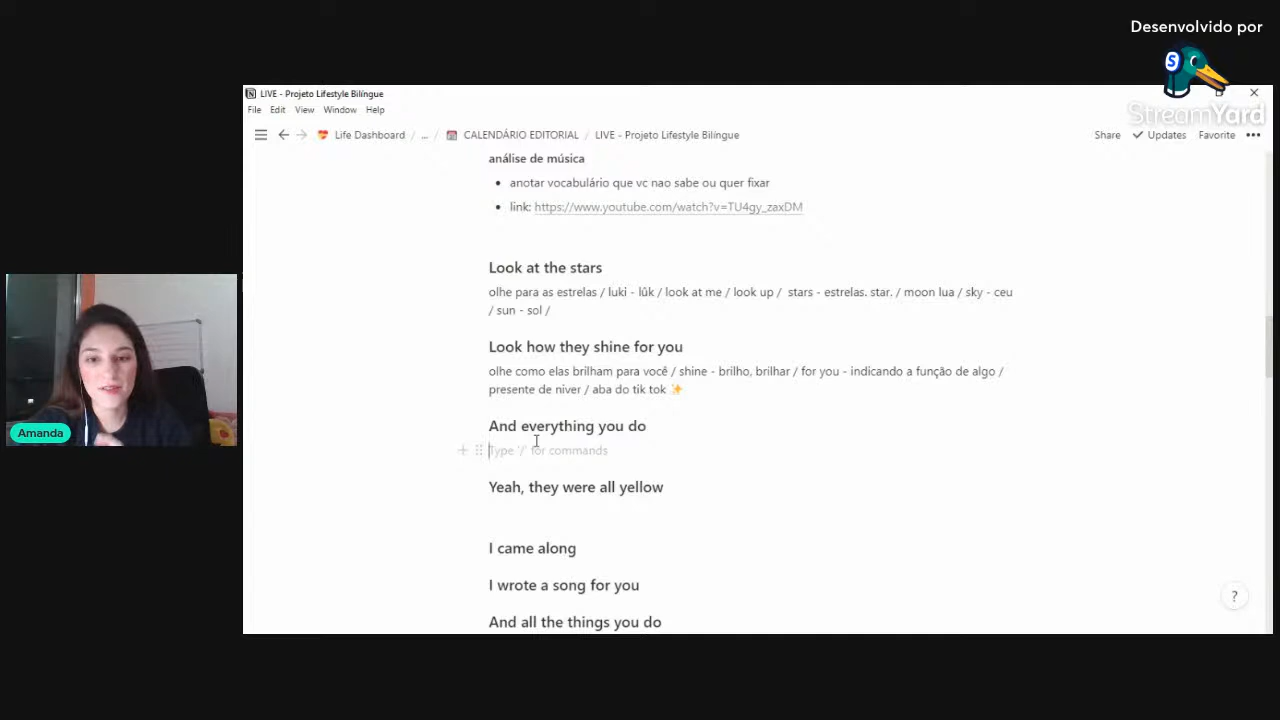 Desenvolvido por
S
StreamYard
LIVE - Projeto Lifestyle Bilíngue
File Edit View Window Help
Life Dashboard / ... / CALENDÁRIO EDITORIAL / LIVE - Projeto Lifestyle Bilíngue
Share Updates Favorite •••
análise de música
• anotar vocabulário que vc nao sabe ou quer fixar
• link: https://www.youtube.com/watch?v=TU4gy_zaxDM
Look at the stars
olhe para as estrelas / luki - lûk / look at me / look up / stars - estrelas. star. / moon lua / sky - ceu
/ sun - sol /
Look how they shine for you
olhe como elas brilham para você / shine - brilho, brilhar / for you - indicando a função de algo /
presente de niver / aba do tik tok ✨
And everything you do
Type '/' for commands
Yeah, they were all yellow
I came along
I wrote a song for you
And all the things you do
Amanda
?